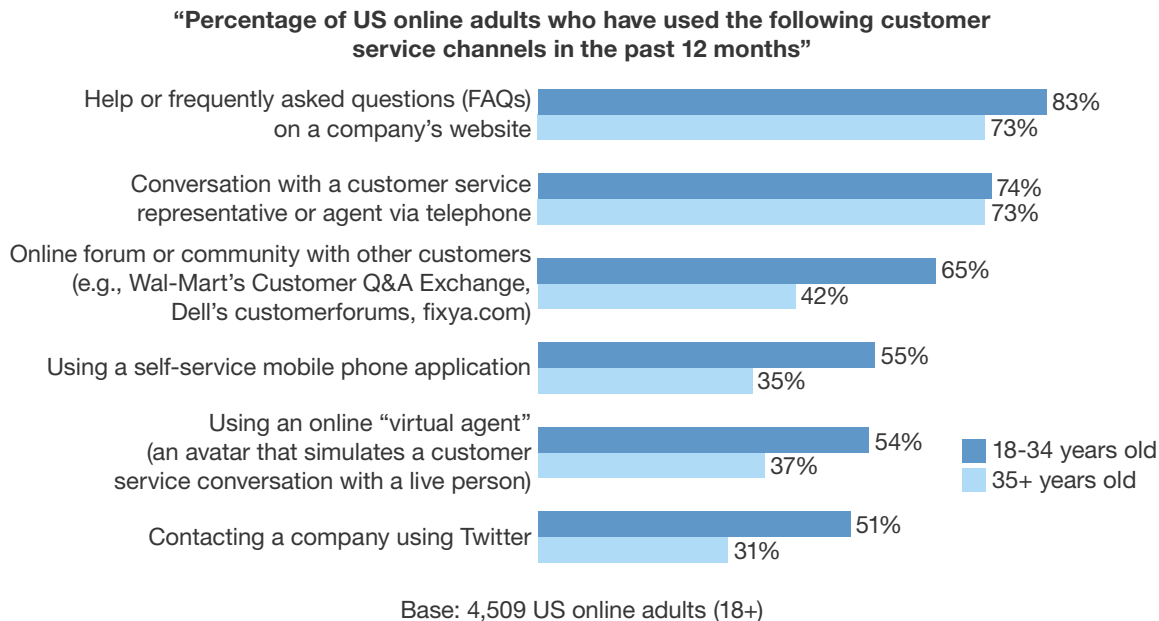 “Percentage of US online adults who have used the following customer
service channels in the past 12 months”
Help or frequently asked questions (FAQs)
on a company’s website
83%
73%
Conversation with a customer service
representative or agent via telephone
74%
73%
Online forum or community with other customers
(e.g., Wal-Mart’s Customer Q&A Exchange,
Dell’s customerforums, fixya.com)
65%
42%
Using a self-service mobile phone application
55%
35%
Using an online “virtual agent”
(an avatar that simulates a customer
service conversation with a live person)
54%
37%
18-34 years old
35+ years old
Contacting a company using Twitter
51%
31%
Base: 4,509 US online adults (18+)